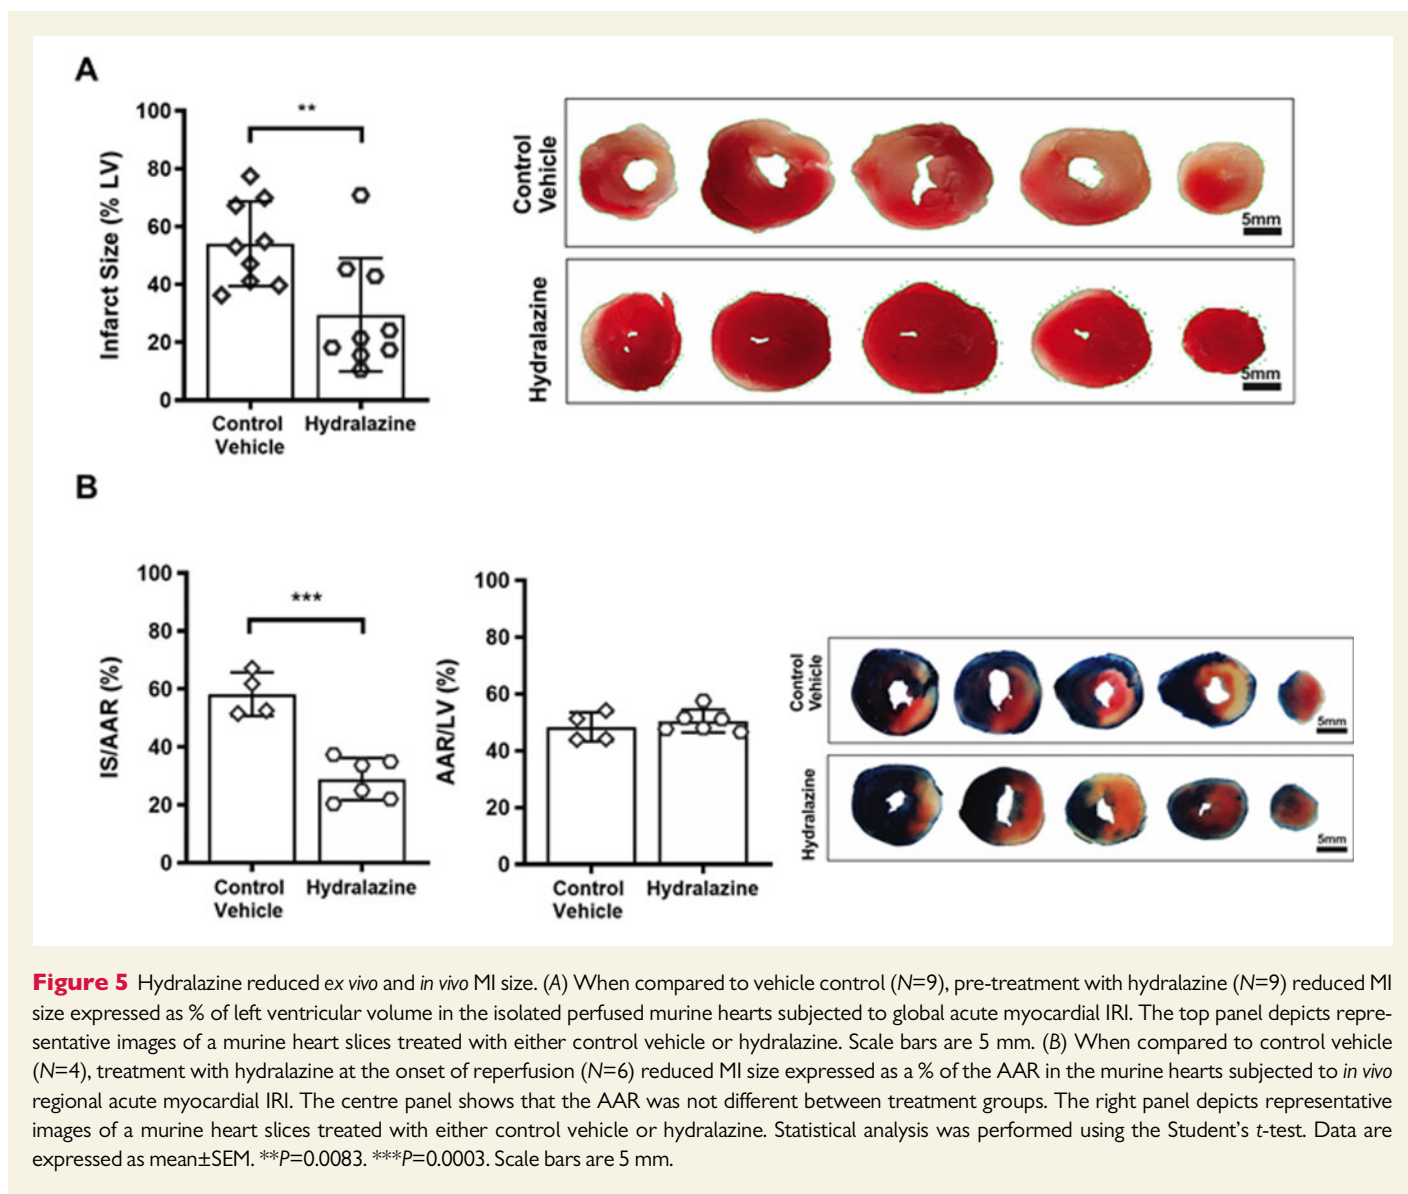 A
**
100
80
60
40
20
0
Infarct Size (% LV)
Control
Vehicle
Hydralazine
Control
Vehicle
5mm
Hydralazine
5mm
B
***
100
80
60
40
20
0
IS/AAR (%)
Control
Vehicle
Hydralazine
100
80
60
40
20
0
AAR/LV (%)
Control
Vehicle
Hydralazine
Control
Vehicle
5mm
Hydralazine
5mm
Figure 5 Hydralazine reduced ex vivo and in vivo MI size. (A) When compared to vehicle control (N=9), pre-treatment with hydralazine (N=9) reduced MI
size expressed as % of left ventricular volume in the isolated perfused murine hearts subjected to global acute myocardial IRI. The top panel depicts repre-
sentative images of a murine heart slices treated with either control vehicle or hydralazine. Scale bars are 5 mm. (B) When compared to control vehicle
(N=4), treatment with hydralazine at the onset of reperfusion (N=6) reduced MI size expressed as a % of the AAR in the murine hearts subjected to in vivo
regional acute myocardial IRI. The centre panel shows that the AAR was not different between treatment groups. The right panel depicts representative
images of a murine heart slices treated with either control vehicle or hydralazine. Statistical analysis was performed using the Student's t-test. Data are
expressed as mean±SEM. **P=0.0083. ***P=0.0003. Scale bars are 5 mm.